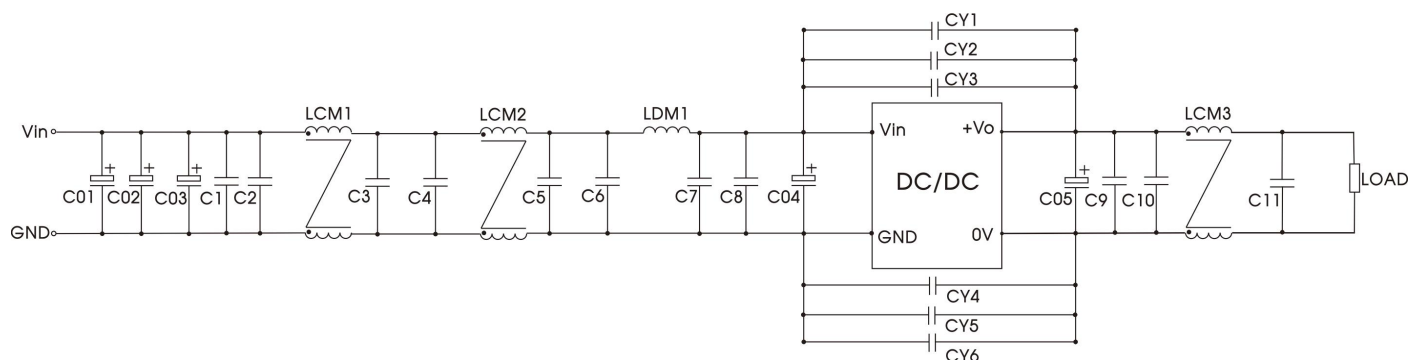 CY1
CY2
CY3
LCM1
LCM2
LDM1
LCM3
Vin
Vin
+Vo
+
+
+
+
+
C01
C02
C03
C1
C2
C3
C4
C5
C6
C7
C8
C04
DC/DC
C05
C9
C10
C11
LOAD
GND
GND
0V
CY4
CY5
CY6